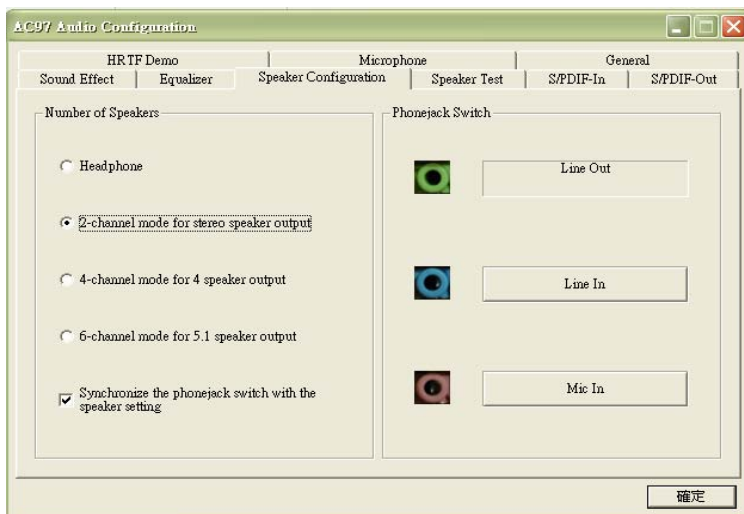 AC97 Audio Configuration
HRTF Demo
Microphone
General
Sound Effect
Equalizer
Speaker Configuration
Speaker Test
S/PDIF-In
S/PDIF-Out
Number of Speakers
Headphone
2-channel mode for stereo speaker output
4-channel mode for 4 speaker output
6-channel mode for 5.1 speaker output
Synchronize the phonejack switch with the
speaker setting
Phonejack Switch
Line Out
Line In
Mic In
確定